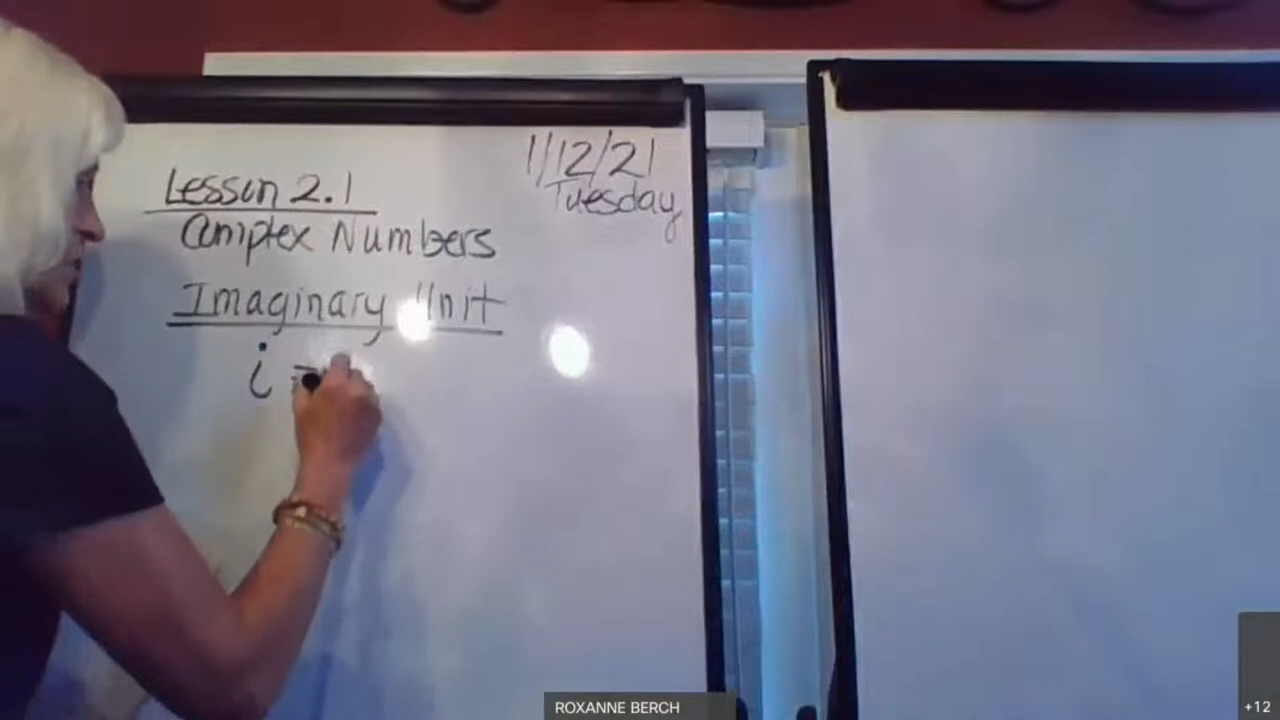 1/12/21
Tuesday
Lesson 2.1
Complex Numbers
Imaginary Unit
i =
ROXANNE BERCH
+12